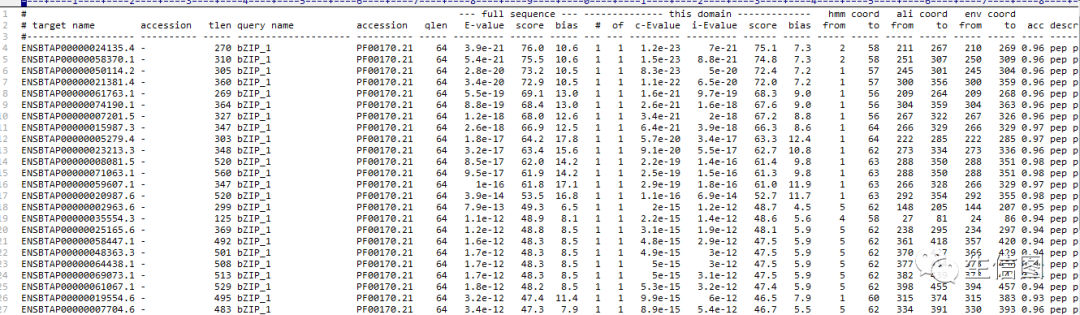 #                                                                  --- full sequence ---  -------------- this domain -------------   hmm coord   ali coord   env coord
# target name        accession   tlen query name           accession   qlen   E-value  score  bias   #  of  c-Evalue  i-Evalue  score  bias  from    to  from    to  from    to  acc descr
ENSBTAP00000024135.4 - 270 bZIP_1 PF00170.21 64 3.9e-21 76.0 10.6 1 1 1.2e-23 7e-21 75.1 7.3 2 58 211 267 210 269 0.96 pep p
ENSBTAP00000058370.1 - 310 bZIP_1 PF00170.21 64 5.4e-21 75.5 10.6 1 1 1.5e-23 8.8e-21 74.8 7.3 2 58 251 307 250 309 0.96 pep p
ENSBTAP00000050114.2 - 305 bZIP_1 PF00170.21 64 2.8e-20 73.2 10.5 1 1 8.3e-23 5e-20 72.4 7.2 1 57 245 301 245 304 0.96 pep p
ENSBTAP00000021381.4 - 360 bZIP_1 PF00170.21 64 3.4e-20 72.9 10.5 1 1 1.1e-22 6.5e-20 72.0 7.2 1 57 300 356 300 359 0.96 pep p
ENSBTAP00000061763.1 - 269 bZIP_1 PF00170.21 64 5.5e-19 69.1 13.0 1 1 1.6e-21 9.7e-19 68.3 9.0 1 56 209 264 209 268 0.96 pep p
ENSBTAP00000074190.1 - 364 bZIP_1 PF00170.21 64 8.8e-19 68.4 13.0 1 1 2.6e-21 1.6e-18 67.6 9.0 1 56 304 359 304 363 0.96 pep p
ENSBTAP00000007201.5 - 327 bZIP_1 PF00170.21 64 1.2e-18 68.0 12.6 1 1 3.4e-21 2e-18 67.2 8.8 1 56 267 322 267 326 0.96 pep p
ENSBTAP00000015987.3 - 347 bZIP_1 PF00170.21 64 2.6e-18 66.9 12.5 1 1 6.4e-21 3.9e-18 66.3 8.6 1 64 266 329 266 329 0.97 pep p
ENSBTAP00000005279.4 - 303 bZIP_1 PF00170.21 64 1.8e-17 64.2 17.8 1 1 5.7e-20 3.4e-17 63.3 12.4 1 64 222 285 222 285 0.97 pep p
ENSBTAP00000023213.3 - 348 bZIP_1 PF00170.21 64 3.2e-17 63.4 15.6 1 1 9.1e-20 5.5e-17 62.7 10.8 1 62 273 334 273 336 0.96 pep p
ENSBTAP00000008081.5 - 520 bZIP_1 PF00170.21 64 8.5e-17 62.0 14.2 1 1 2.2e-19 1.4e-16 61.4 9.8 1 63 288 350 288 351 0.98 pep p
ENSBTAP00000071063.1 - 560 bZIP_1 PF00170.21 64 9.5e-17 61.9 14.2 1 1 2.5e-19 1.5e-16 61.3 9.8 1 63 288 350 288 351 0.98 pep p
ENSBTAP00000059607.1 - 347 bZIP_1 PF00170.21 64 1e-16 61.8 17.1 1 1 2.9e-19 1.8e-16 61.0 11.9 1 63 266 328 266 329 0.97 pep p
ENSBTAP00000020987.6 - 520 bZIP_1 PF00170.21 64 3.9e-14 53.5 16.8 1 1 1.1e-16 6.9e-14 52.7 11.7 1 63 292 354 292 355 0.98 pep p
ENSBTAP00000002963.6 - 299 bZIP_1 PF00170.21 64 7.9e-13 49.3 6.5 1 1 2e-15 1.2e-12 48.7 4.5 5 62 148 205 144 207 0.95 pep p
ENSBTAP00000035554.3 - 125 bZIP_1 PF00170.21 64 1.1e-12 48.9 8.1 1 1 2.2e-15 1.4e-12 48.6 5.6 4 58 27 81 24 86 0.94 pep p
ENSBTAP00000025165.6 - 369 bZIP_1 PF00170.21 64 1.2e-12 48.8 8.5 1 1 3.1e-15 1.9e-12 48.1 5.9 5 62 238 295 234 297 0.94 pep p
ENSBTAP00000058447.1 - 492 bZIP_1 PF00170.21 64 1.6e-12 48.3 8.5 1 1 4.8e-15 2.9e-12 47.5 5.9 5 62 361 418 357 420 0.94 pep p
ENSBTAP00000048363.3 - 501 bZIP_1 PF00170.21 64 1.7e-12 48.3 8.5 1 1 4.9e-15 3e-12 47.5 5.9 5 62 370 0.94 pep p
ENSBTAP00000064438.1 - 508 bZIP_1 PF00170.21 64 1.7e-12 48.3 8.5 1 1 5e-15 3e-12 47.5 5.9 5 62 377 0.94 pep p
ENSBTAP00000069073.1 - 513 bZIP_1 PF00170.21 64 1.7e-12 48.3 8.5 1 1 5e-15 3.1e-12 47.5 5.9 5 62 382 0.94 pep p
ENSBTAP00000061067.1 - 529 bZIP_1 PF00170.21 64 1.8e-12 48.2 8.5 1 1 5.3e-15 3.2e-12 47.4 5.9 5 62 398 455 394 457 0.94 pep p
ENSBTAP00000019554.6 - 495 bZIP_1 PF00170.21 64 3.2e-12 47.4 11.4 1 1 9.9e-15 6e-12 46.5 7.9 1 60 315 374 315 383 0.93 pep p
ENSBTAP00000007704.6 - 483 bZIP_1 PF00170.21 64 3.4e-12 47.3 7.9 1 1 8.9e-15 5.4e-12 46.7 5.5 5 62 334 391 330 393 0.94 pep p